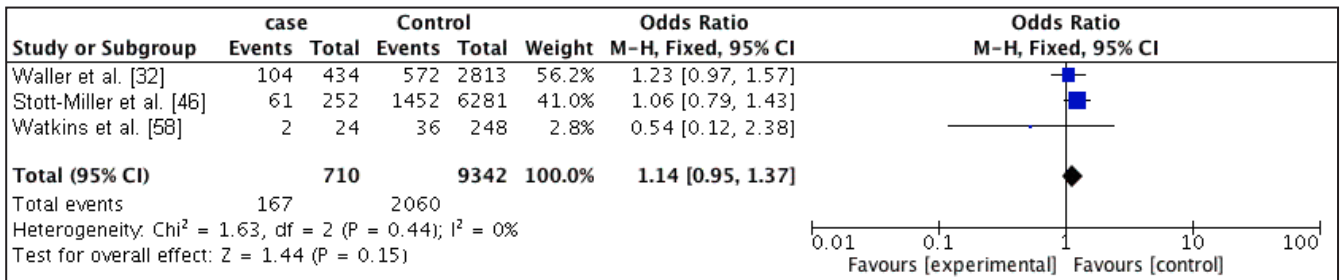 case Control Odds Ratio Odds Ratio
Study or Subgroup Events Total Events Total Weight M-H, Fixed, 95% CI M-H, Fixed, 95% CI
Waller et al. [32] 104 434 572 2813 56.2% 1.23 [0.97, 1.57]
Stott-Miller et al. [46] 61 252 1452 6281 41.0% 1.06 [0.79, 1.43]
Watkins et al. [58] 2 24 36 248 2.8% 0.54 [0.12, 2.38]
Total (95% CI) 710 9342 100.0% 1.14 [0.95, 1.37]
Total events 167 2060
Heterogeneity: Chi² = 1.63, df = 2 (P = 0.44); I² = 0%
Test for overall effect: Z = 1.44 (P = 0.15)
0.01 0.1 1 10 100
Favours [experimental] Favours [control]